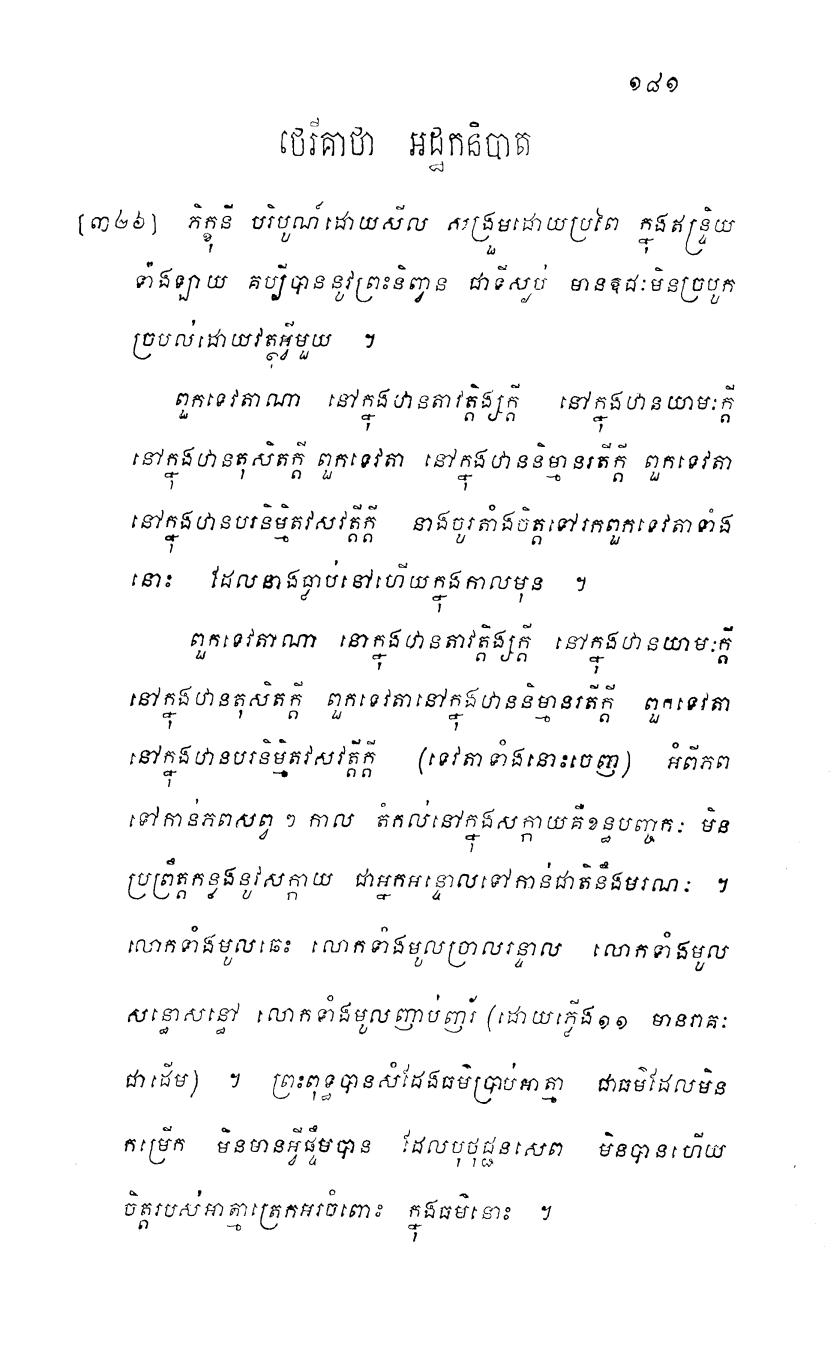 ១៨១
ថេរីគាថា អដ្ឋកនិបាត
[៣២៦] ភិក្ខុនី បរិបូណ៌ដោយសីល សង្រួមដោយប្រពៃ ក្នុងឥន្ទ្រិយ
ទាំងឡាយ គប្បីបាននូវព្រះនិញ្វន ជាទីស្ងប់ មានឱជៈមិនច្របូក
ច្របល់ដោយវត្ថុអ្វីមួយ ។
ពួកទេវតាណា នៅក្នុងឋានតាវត្តិង្សក្តី នៅក្នុងឋានយាមៈក្តី
នៅក្នុងឋានតុសិតក្តី ពួកទេវតា នៅក្នុងឋាននិម្មានរតីក្តី ពួកទេវតា
នៅក្នុងឋានបរនិម្មិតវសវត្តីក្តី នាងចូរតាំងចិត្តទៅរកពួកទេវតាទាំង
នោះ ដែលនាងធ្លាប់នៅហើយក្នុងកាលមុន ។
ពួកទេវតាណា នោក្នុងឋានតាវត្តិង្សក្តី នៅក្នុងឋានយាមៈក្តី
នៅក្នុងឋានតុសិតក្តី ពួកទេវតានៅក្នុងឋាននិម្មានរតីក្តី ពួកទេវតា
នៅក្នុងឋានបរនិម្មិតវសវត្តីក្តី (ទេវតាទាំងនោះចេញ) អំពីភព
ទៅកាន់ភពសព្វ ៗ កាល តំកល់នៅក្នុងសក្កាយគឺខន្ធបញ្ចកៈ មិន
ប្រព្រឹត្តកន្លងនូវសក្កាយ ជាអ្នកអន្ទោលទៅកាន់ជាតិនឹងមរណៈ ។
លោកទាំងមូលឆេះ លោកទាំងមូលច្រាលរន្ទាល លោកទាំងមូល
សន្ធោសន្ធៅ លោកទាំងមូលញាប់ញ័រ (ដោយភ្លើង១១ មានរាគៈ
ជាដើម) ។ ព្រះពុទ្ធបានសំដែងធម៌ប្រាប់អាត្មា ជាធម៌ដែលមិន
កម្រើក មិនមានអ្វីផ្ទឹមបាន ដែលបុថុជ្ជនសេព មិនបានហើយ
ចិត្តរបស់អាត្មាត្រេកអរចំពោះ ក្នុងធម៌នោះ ។